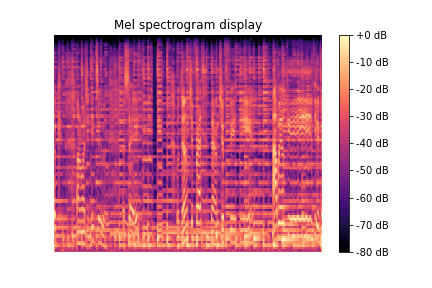 Mel spectrogram display
+0 dB
-10 dB
-20 dB
-30 dB
-40 dB
-50 dB
-60 dB
-70 dB
-80 dB